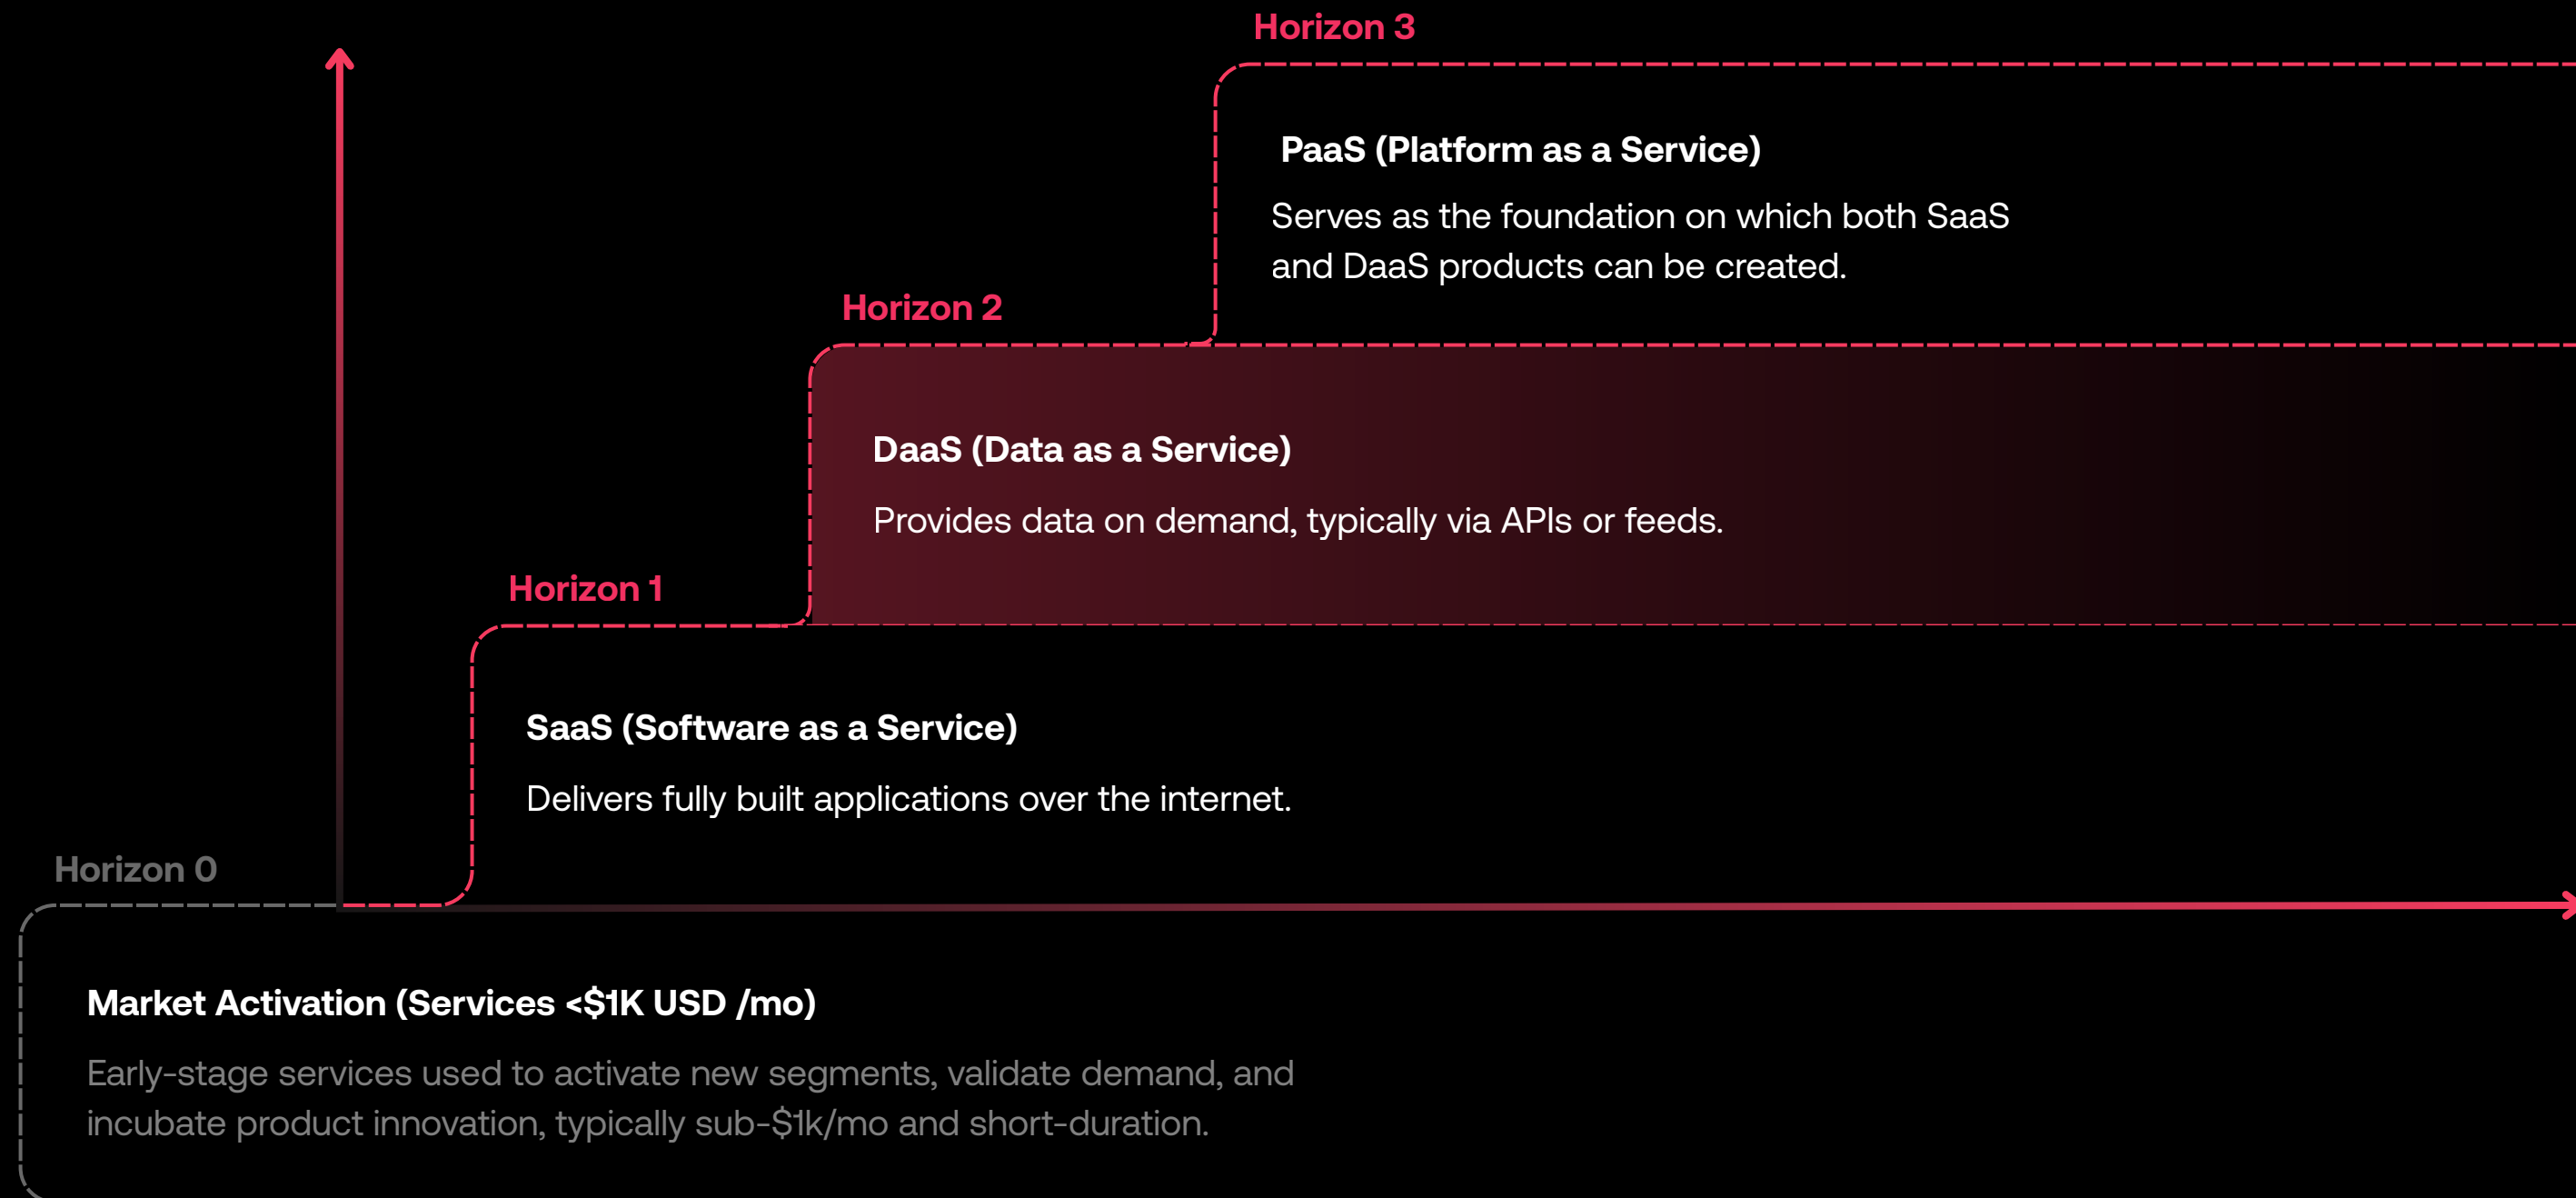 Horizon 3
PaaS (Platform as a Service)
Serves as the foundation on which both SaaS
and DaaS products can be created.
Horizon 2
DaaS (Data as a Service)
Provides data on demand, typically via APIs or feeds.
Horizon 1
SaaS (Software as a Service)
Delivers fully built applications over the internet.
Horizon 0
Market Activation (Services <$1K USD /mo)
Early-stage services used to activate new segments, validate demand, and
incubate product innovation, typically sub-$1k/mo and short-duration.